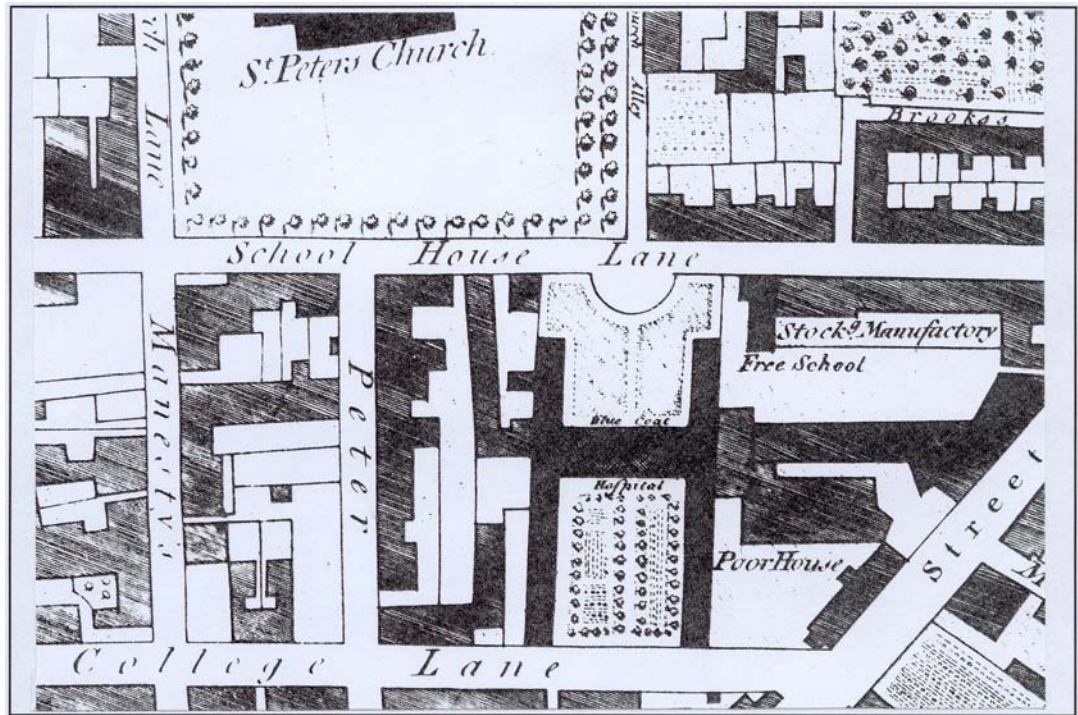 St Peters Church
Lane
Alley
Brookes
School House Lane
Manesty's
Peter
Stockg. Manufactory
Free School
Blue Coat
Hospital
Poor House
Street
College Lane